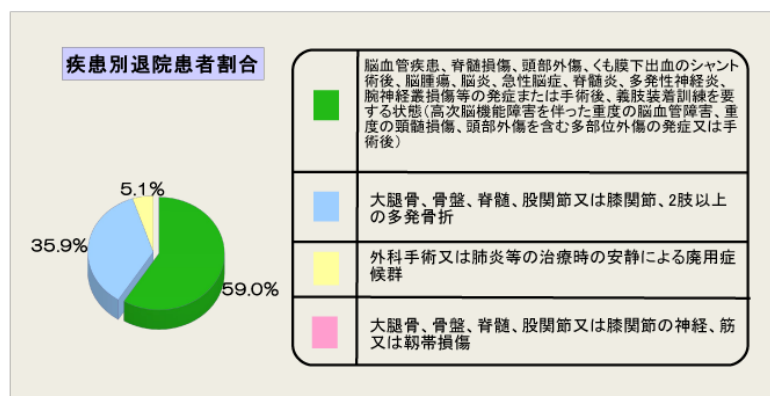 疾患別退院患者割合
5.1%
35.9%
59.0%
脳血管疾患、脊髄損傷、頭部外傷、くも膜下出血のシャント
術後、脳腫瘍、脳炎、急性脳症、脊髄炎、多発性神経炎、
腕神経叢損傷等の発症または手術後、義肢装着訓練を要
する状態(高次脳機能障害を伴った重度の脳血管障害、重
度の頸髄損傷、頭部外傷を含む多部位外傷の発症又は手
術後)
大腿骨、骨盤、脊髄、股関節又は膝関節、2肢以上
の多発骨折
外科手術又は肺炎等の治療時の安静による廃用症
候群
大腿骨、骨盤、脊髄、股関節又は膝関節の神経、筋
又は靱帯損傷